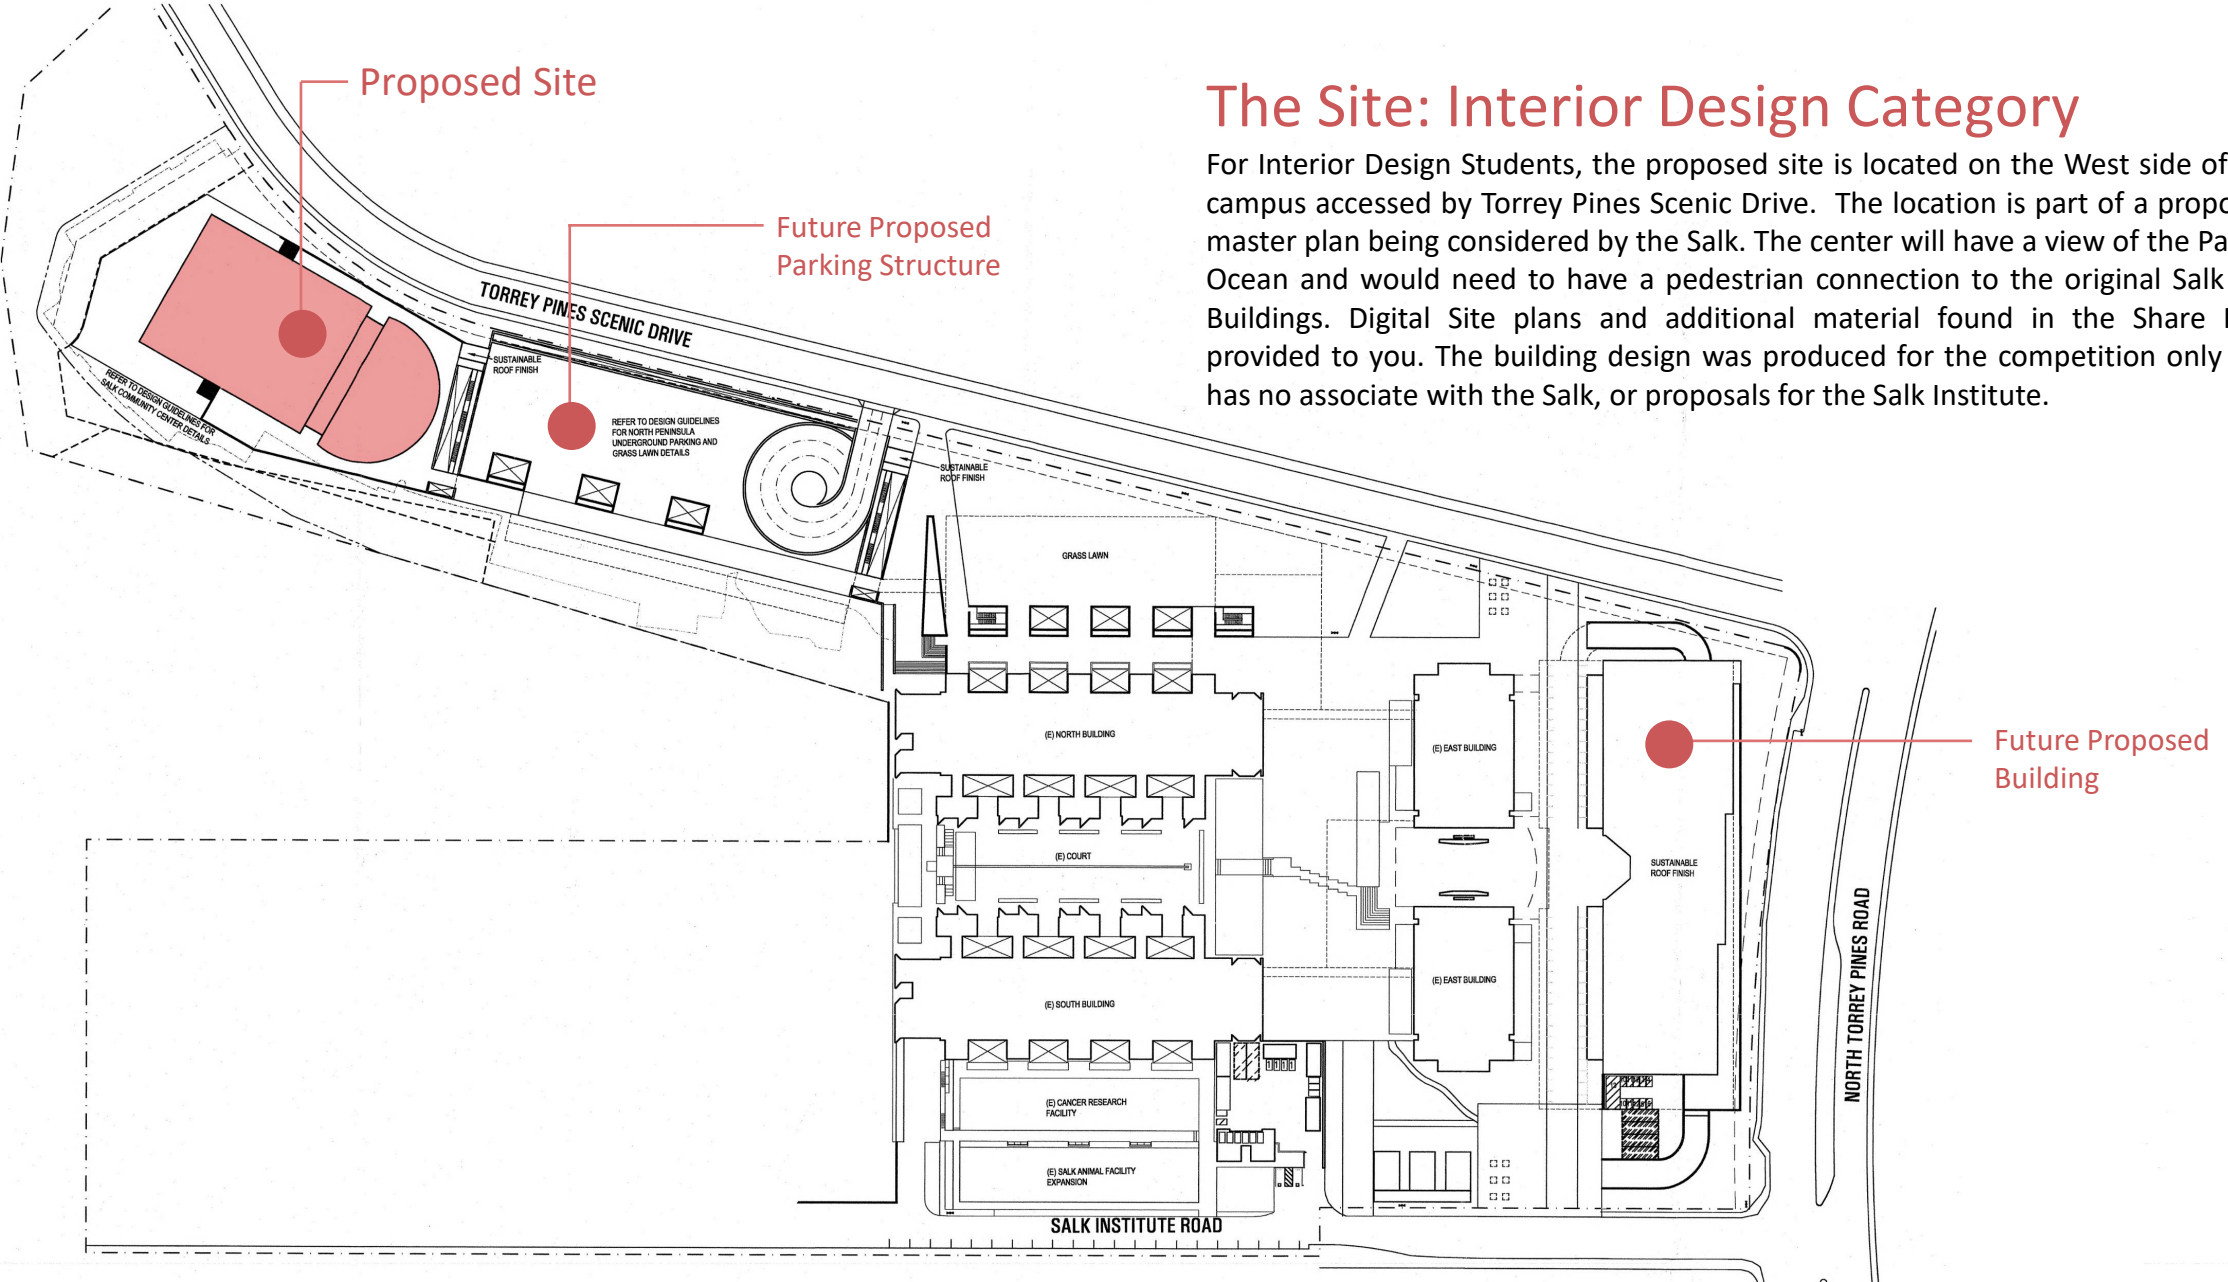 Proposed Site
The Site: Interior Design Category
For Interior Design Students, the proposed site is located on the West side of
campus accessed by Torrey Pines Scenic Drive. The location is part of a propo
master plan being considered by the Salk. The center will have a view of the Pa
Ocean and would need to have a pedestrian connection to the original Salk
Buildings. Digital Site plans and additional material found in the Share
provided to you. The building design was produced for the competition only
has no associate with the Salk, or proposals for the Salk Institute.
Future Proposed
Parking Structure
TORREY PINES SCENIC DRIVE
SUSTAINABLE
ROOF FINISH
REFER TO DESIGN GUIDELINES FOR
SALK COMMUNITY CENTER DETAILS
REFER TO DESIGN GUIDELINES
FOR NORTH PENINSULA
UNDERGROUND PARKING AND
GRASS LAWN DETAILS
SUSTAINABLE
ROOF FINISH
GRASS LAWN
(E) NORTH BUILDING
(E) EAST BUILDING
Future Proposed
Building
(E) COURT
SUSTAINABLE
ROOF FINISH
(E) EAST BUILDING
(E) SOUTH BUILDING
NORTH TORREY PINES ROAD
(E) CANCER RESEARCH
FACILITY
(E) SALK ANIMAL FACILITY
EXPANSION
SALK INSTITUTE ROAD